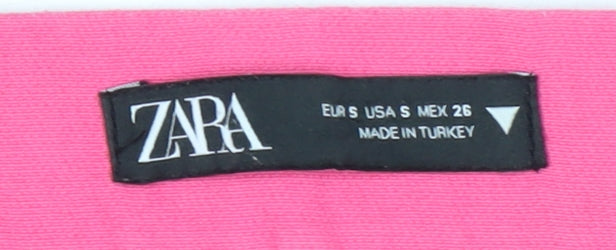 ZARA
EUR S USA S MEX 26
MADE IN TURKEY